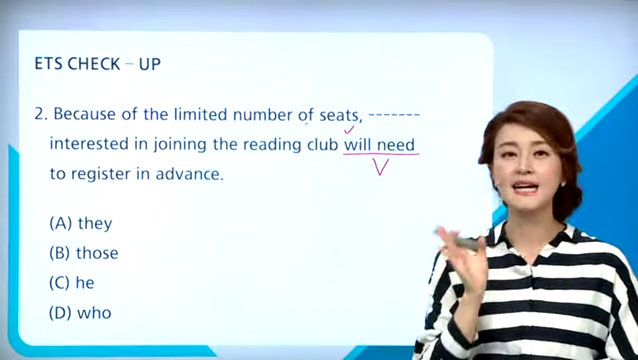 ETS CHECK – UP
2. Because of the limited number of seats, -------
interested in joining the reading club will need
to register in advance.
(A) they
(B) those
(C) he
(D) who
V